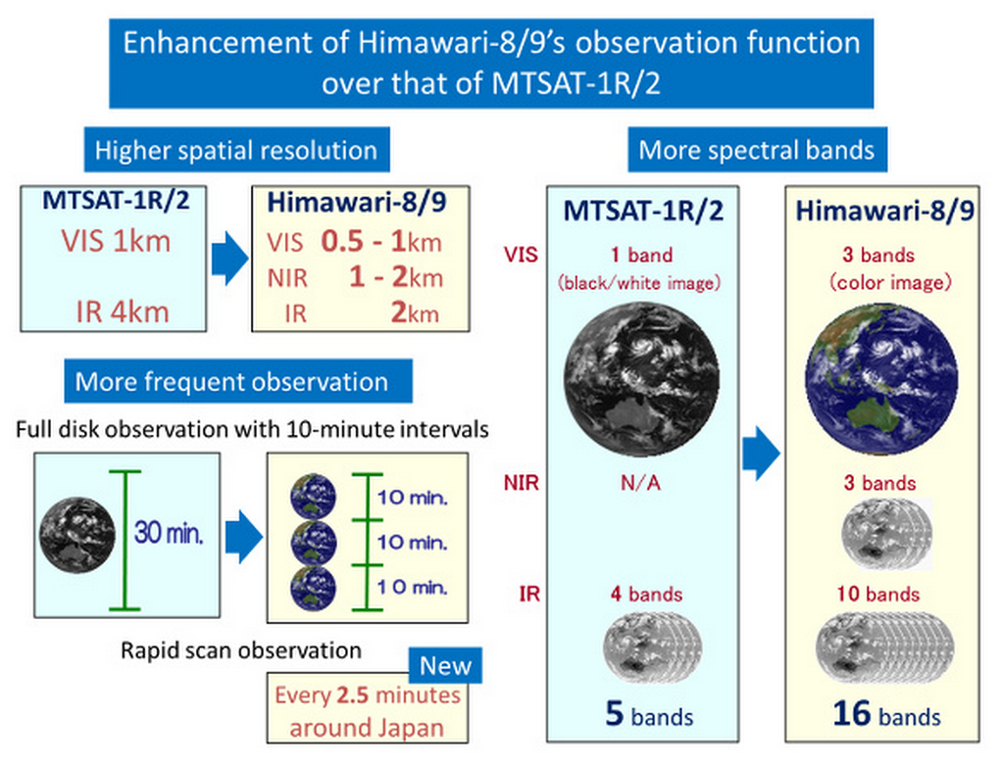 Enhancement of Himawari-8/9's observation function
over that of MTSAT-1R/2
Higher spatial resolution
MTSAT-1R/2
VIS 1km
IR 4km
Himawari-8/9
VIS 0.5 - 1km
NIR 1 - 2km
IR 2km
More frequent observation
Full disk observation with 10-minute intervals
30 min.
10 min.
10 min.
10 min.
Rapid scan observation
New
Every 2.5 minutes
around Japan
More spectral bands
MTSAT-1R/2
Himawari-8/9
VIS
1 band
(black/white image)
3 bands
(color image)
NIR
N/A
3 bands
IR
4 bands
10 bands
5 bands
16 bands